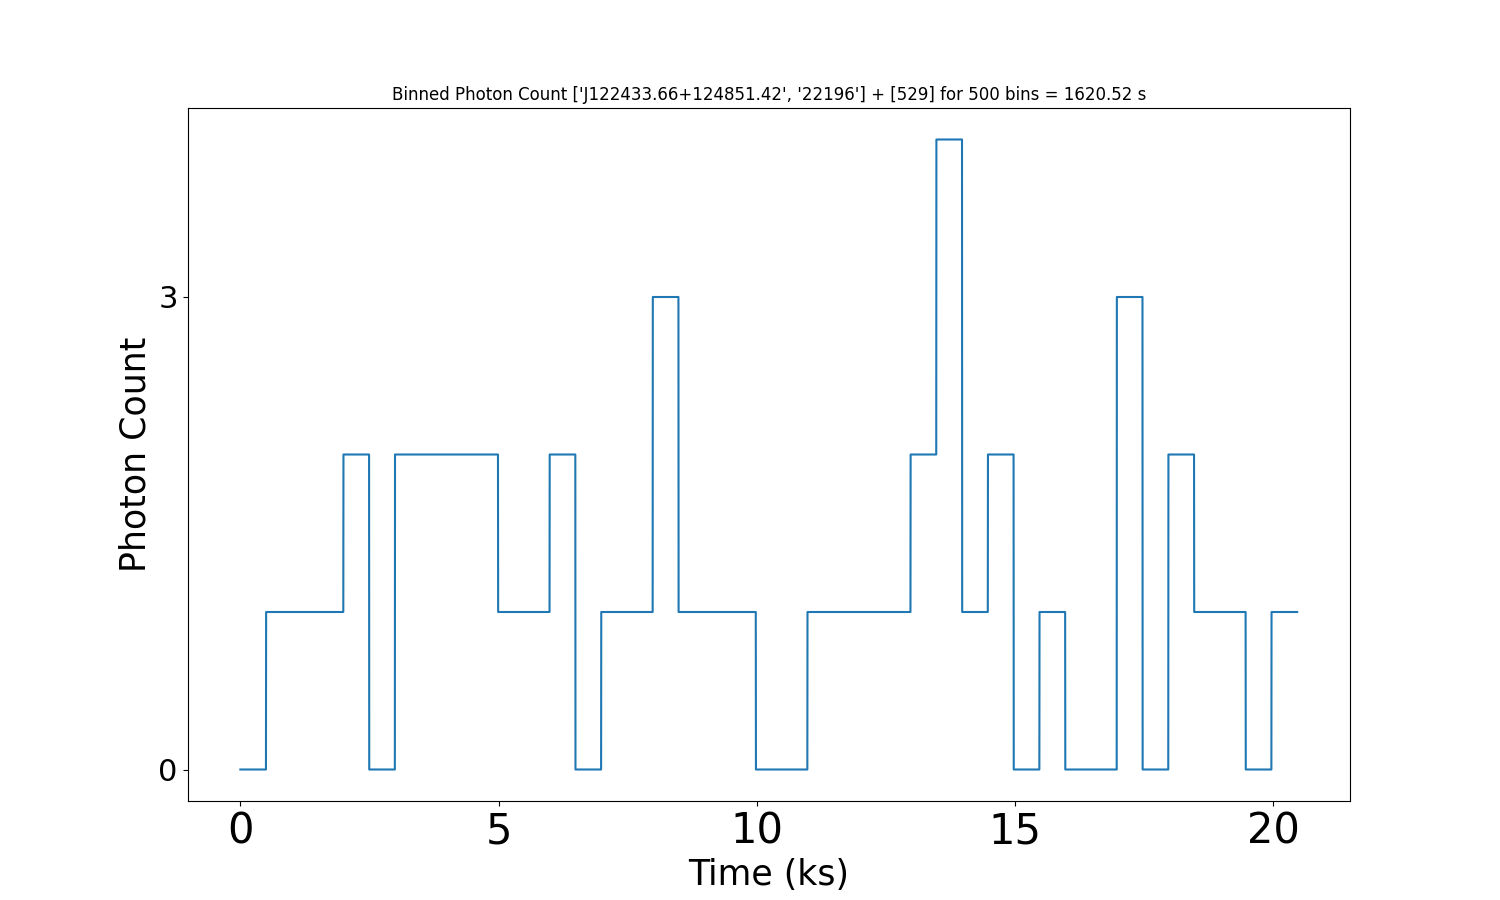 Binned Photon Count ['J122433.66+124851.42', '22196'] + [529] for 500 bins = 1620.52 s
3
Photon Count
0
0 5 10 15 20
Time (ks)